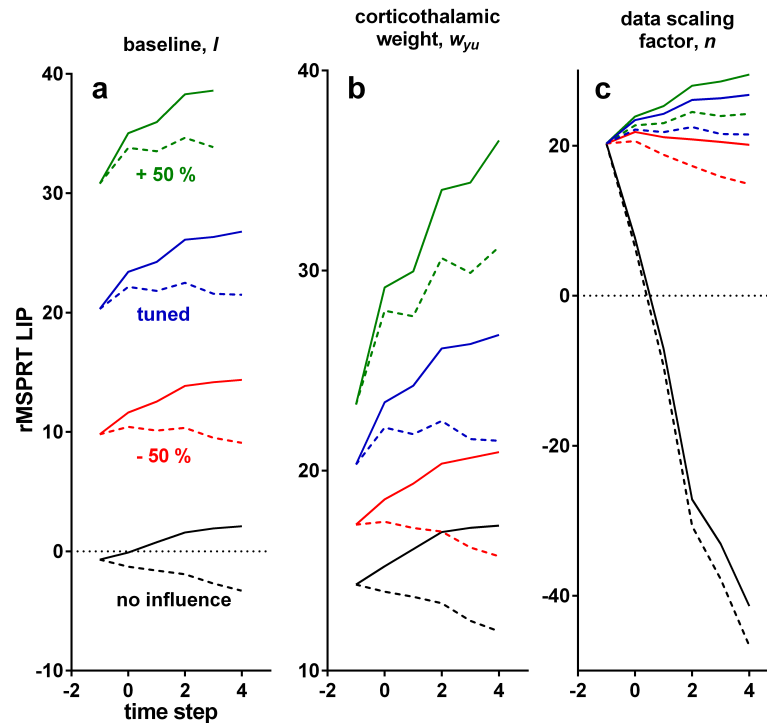 baseline, l
corticothalamic
weight, wyu
data scaling
factor, n
a
b
c
rMSPRT LIP
40
30
20
10
0
-10
+ 50 %
tuned
- 50 %
no influence
-2
0
2
4
time step
40
30
20
10
-2
0
2
4
20
0
-20
-40
-2
0
2
4